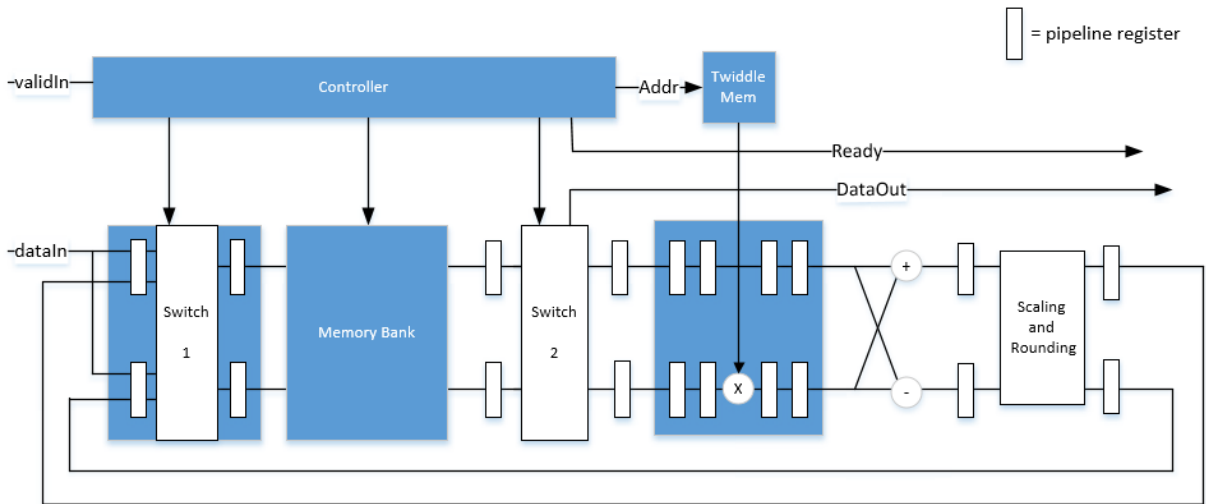 = pipeline register
validIn
Controller
Addr
Twiddle
Mem
Ready
DataOut
dataIn
Switch
1
Memory Bank
Switch
2
X
+
-
Scaling
and
Rounding